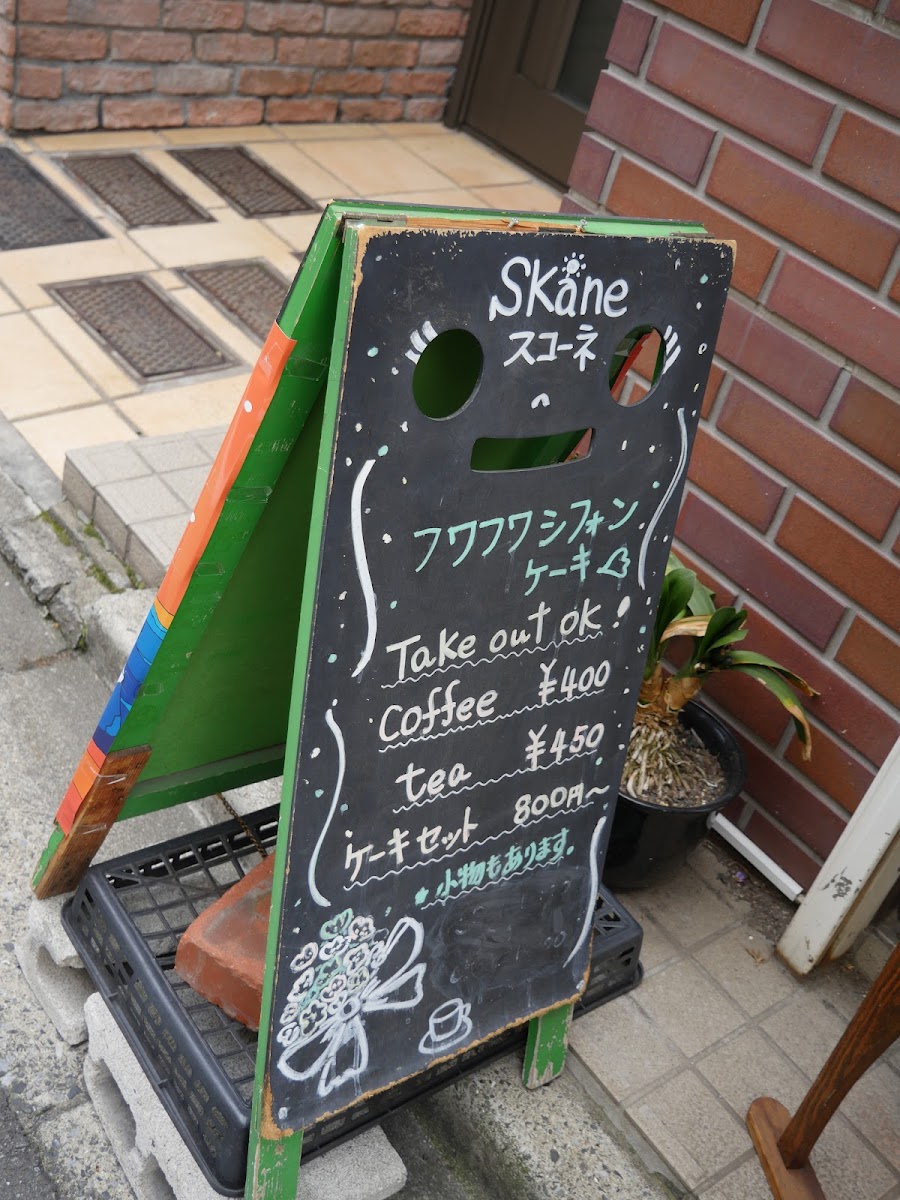 Skåne
スコーネ
フワフワシフォン
ケーキ
Take out ok!
coffee ¥400
tea ¥450
ケーキセット 800円~
小物もあります。